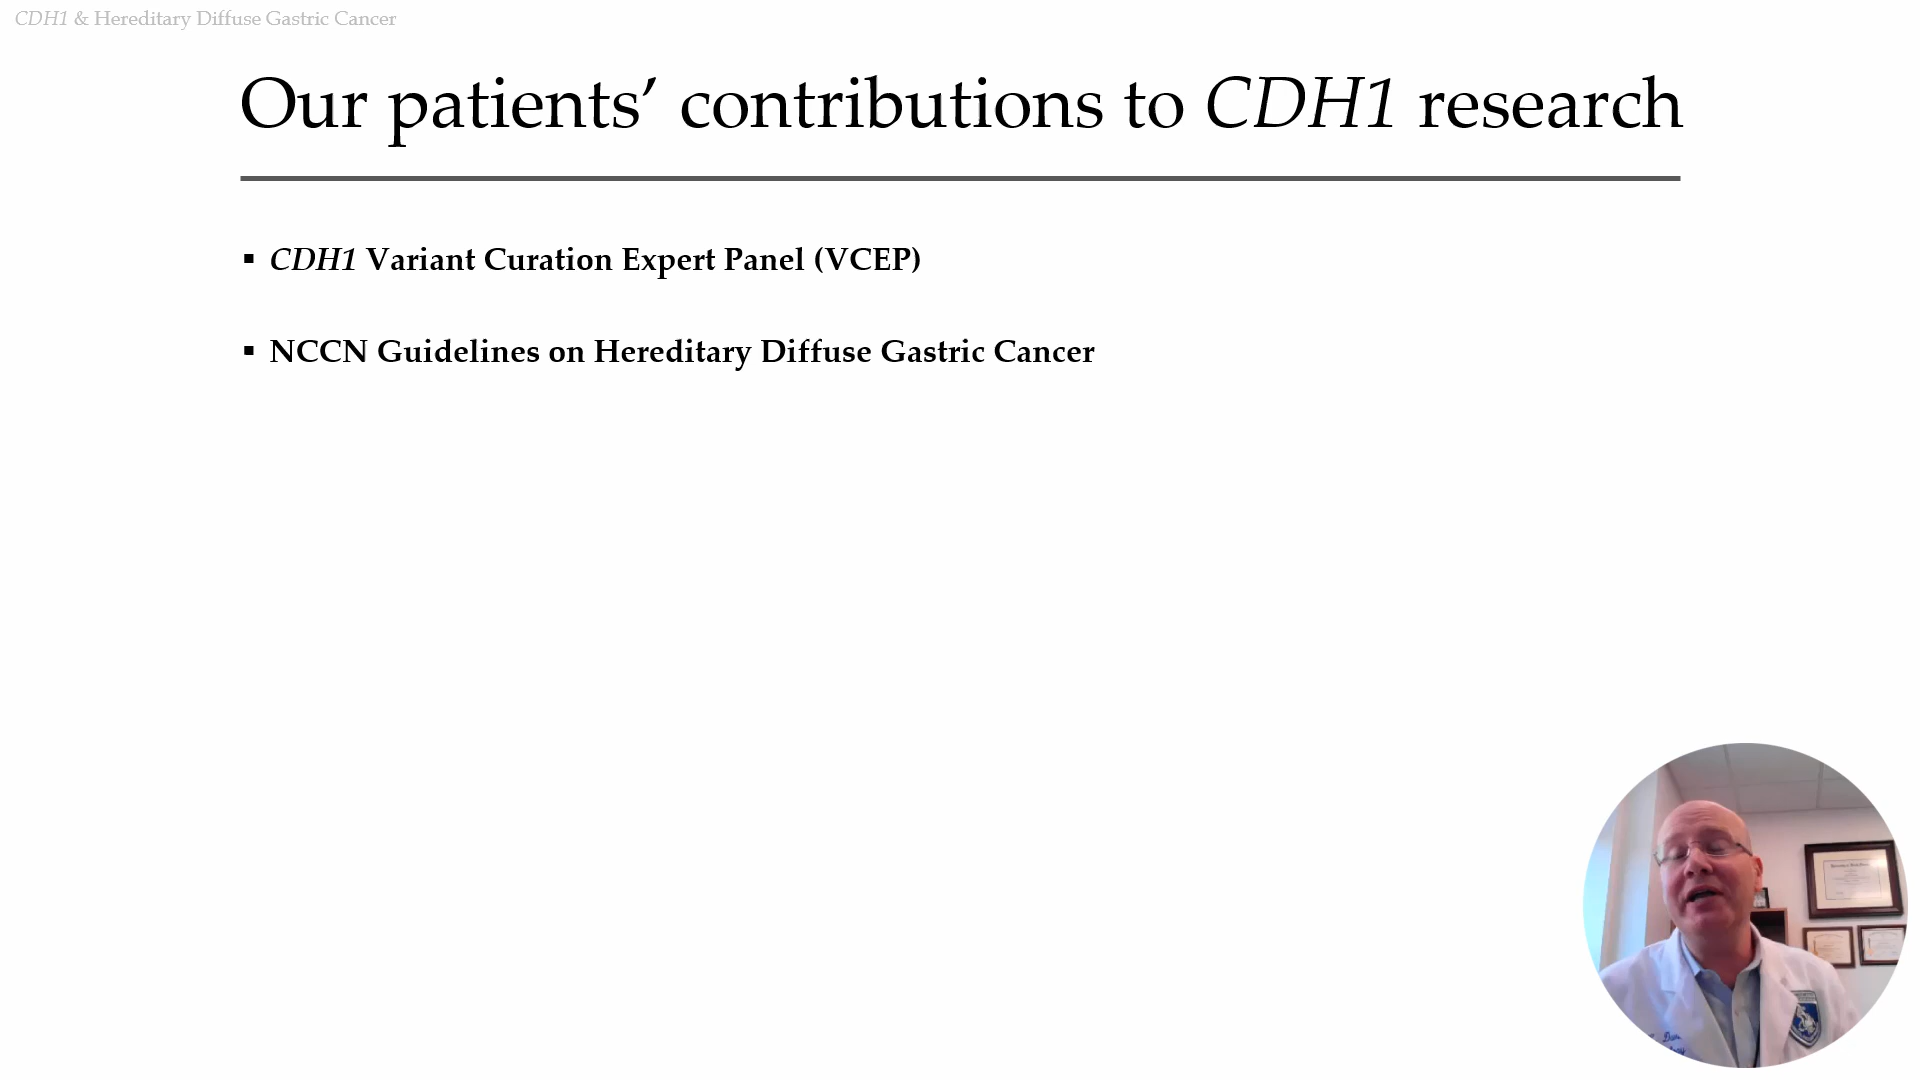 CDH1 & Hereditary Diffuse Gastric Cancer
Our patients’ contributions to CDH1 research
▪ CDH1 Variant Curation Expert Panel (VCEP)
▪ NCCN Guidelines on Hereditary Diffuse Gastric Cancer